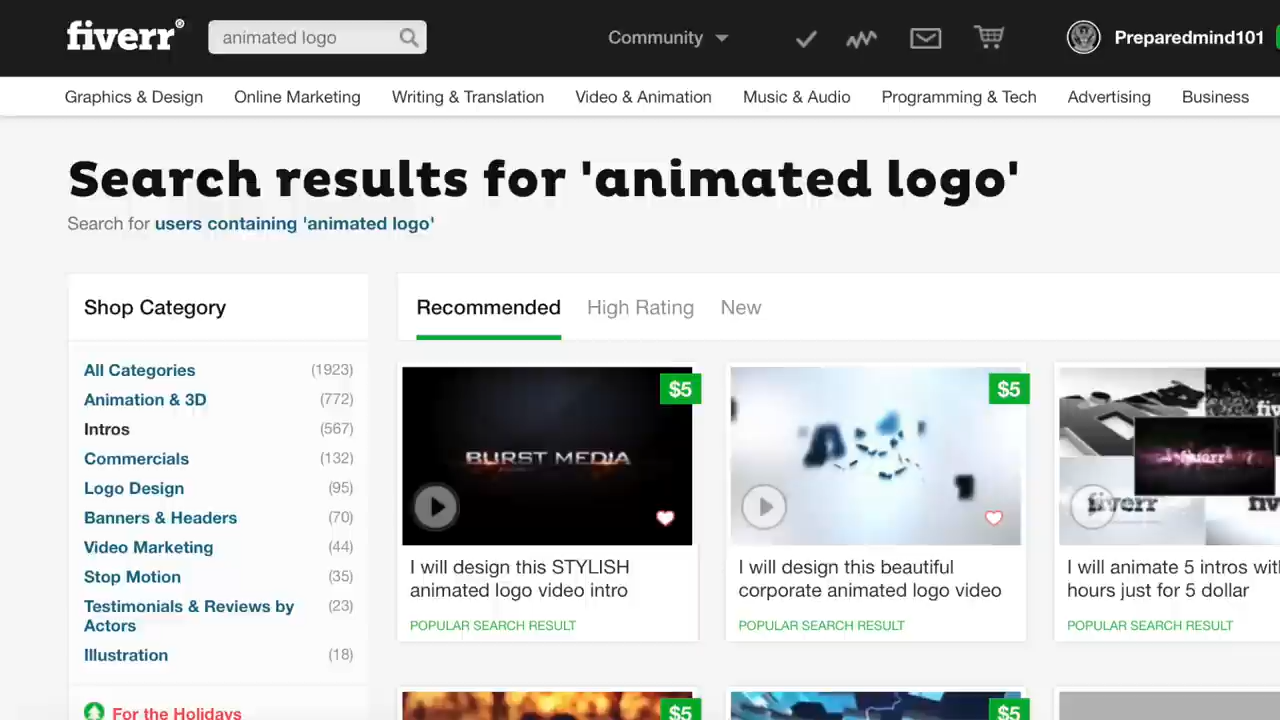 fiverr®
animated logo
Community
Preparedmind101
Graphics & Design
Online Marketing
Writing & Translation
Video & Animation
Music & Audio
Programming & Tech
Advertising
Business
Search results for 'animated logo'
Search for users containing 'animated logo'
Shop Category
All Categories (1923)
Animation & 3D (772)
Intros (567)
Commercials (132)
Logo Design (95)
Banners & Headers (70)
Video Marketing (44)
Stop Motion (35)
Testimonials & Reviews by (23)
Actors
Illustration (18)
For the Holidays
Recommended
High Rating
New
$5
BURST MEDIA
I will design this STYLISH
animated logo video intro
POPULAR SEARCH RESULT
$5
I will design this beautiful
corporate animated logo video
POPULAR SEARCH RESULT
fiverr
fiverr
I will animate 5 intros wit
hours just for 5 dollar
POPULAR SEARCH RESULT
$5
$5